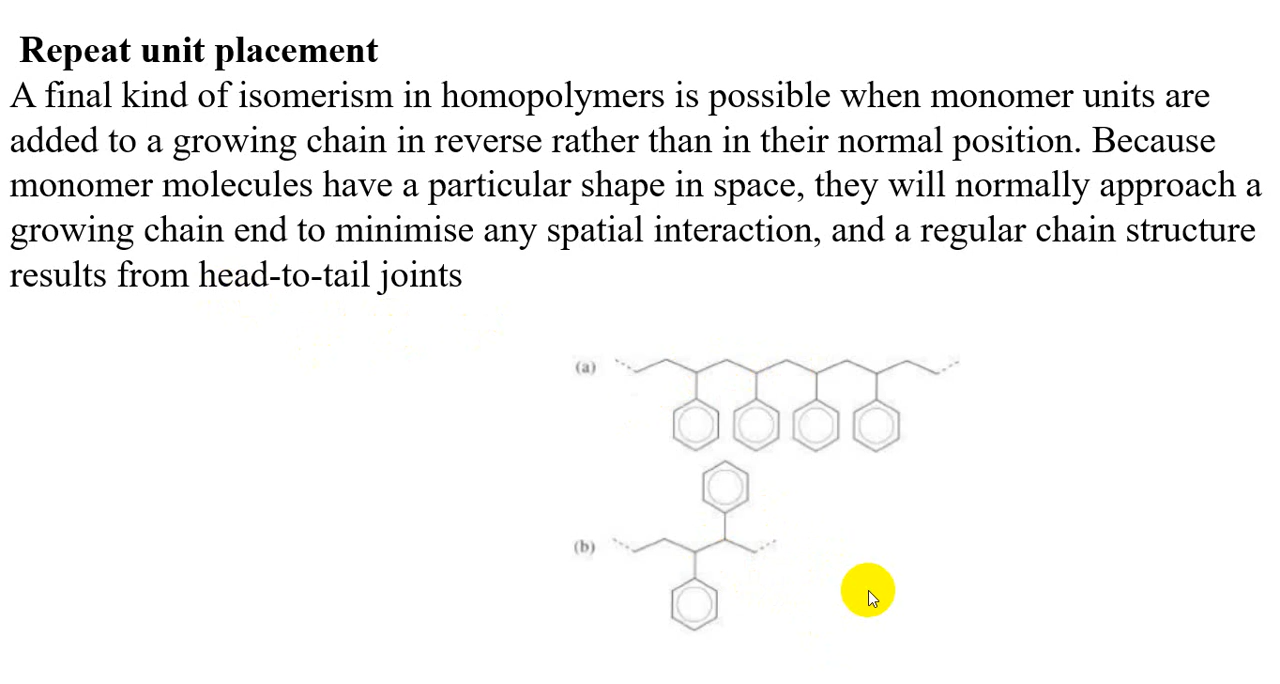 Repeat unit placement
A final kind of isomerism in homopolymers is possible when monomer units are
added to a growing chain in reverse rather than in their normal position. Because
monomer molecules have a particular shape in space, they will normally approach a
growing chain end to minimise any spatial interaction, and a regular chain structure
results from head-to-tail joints
(a)
(b)